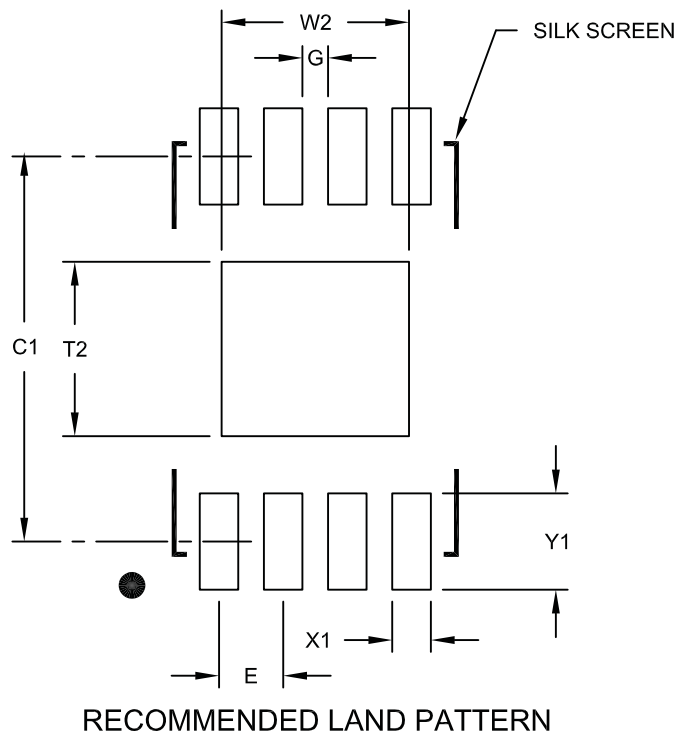 W2
G
SILK SCREEN
C1
T2
Y1
X1
E
RECOMMENDED LAND PATTERN